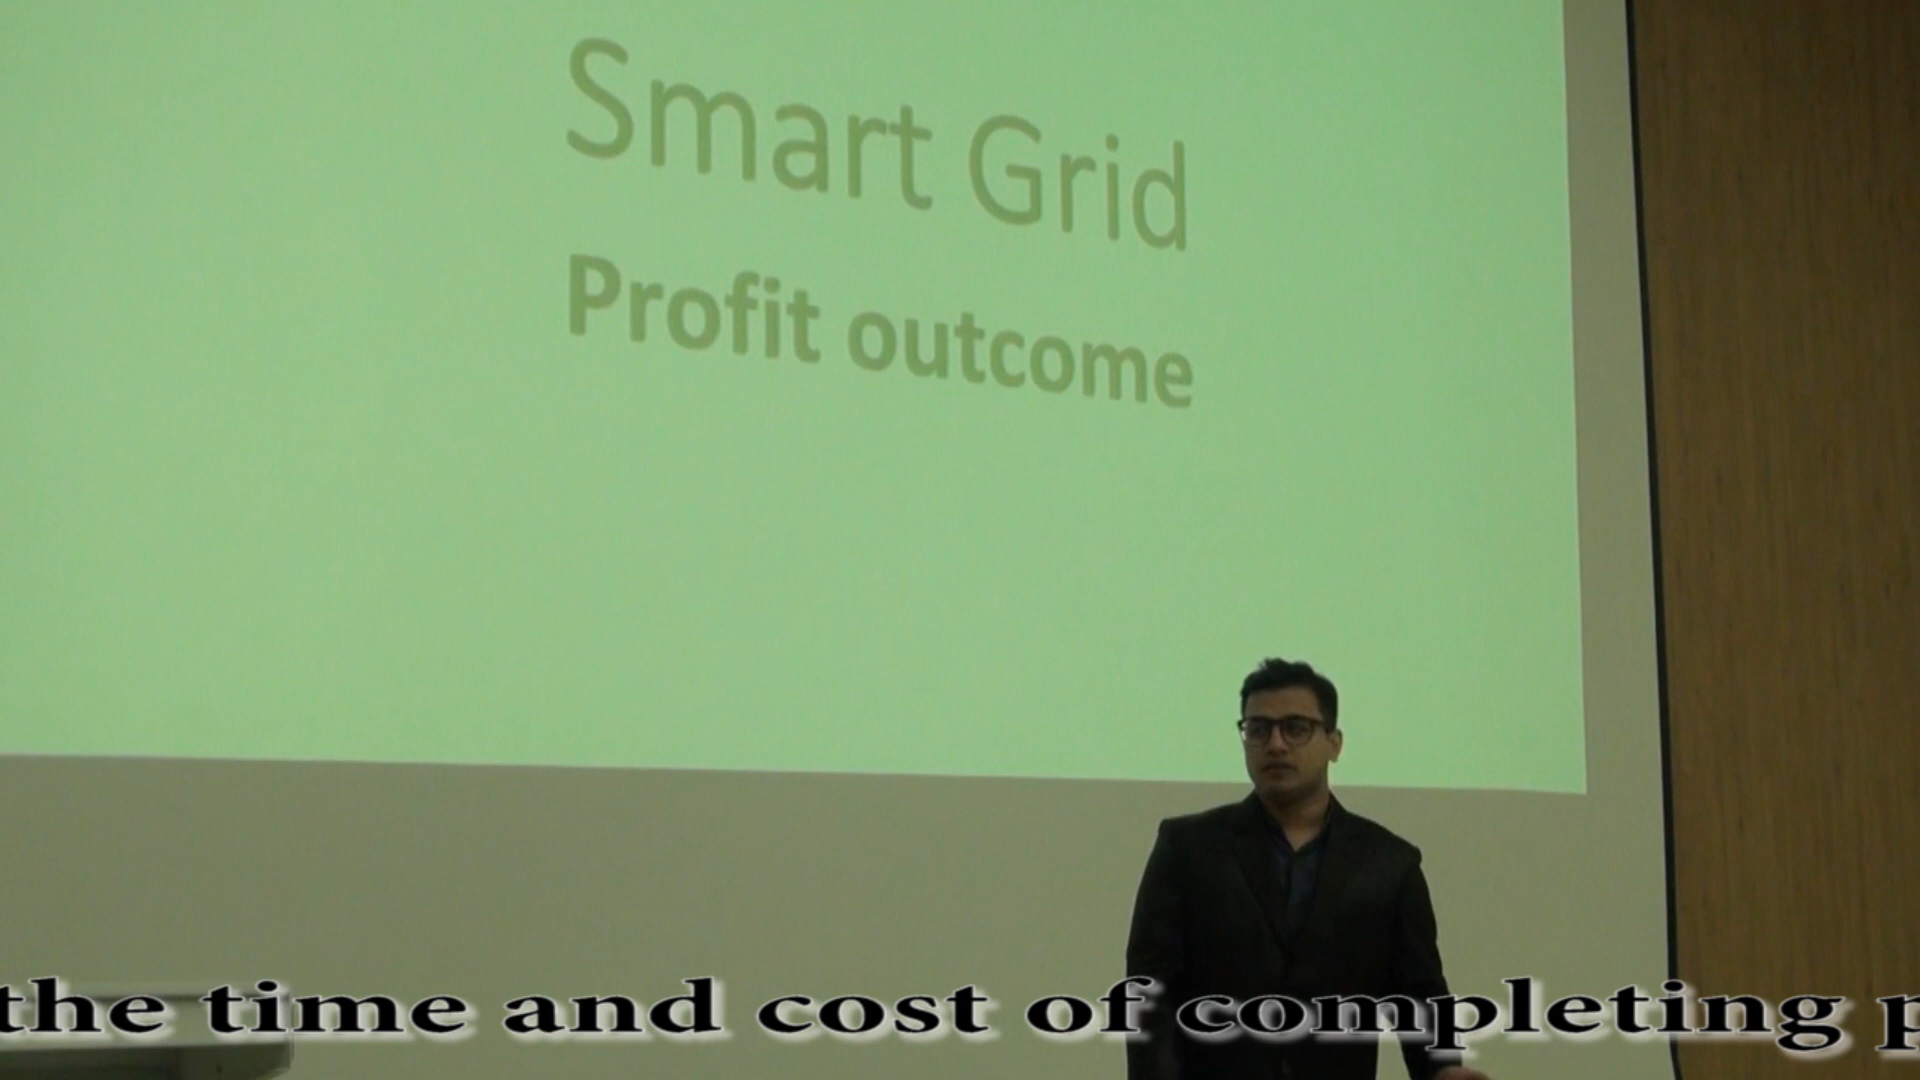 Smart Grid
Profit outcome
the time and cost of completing